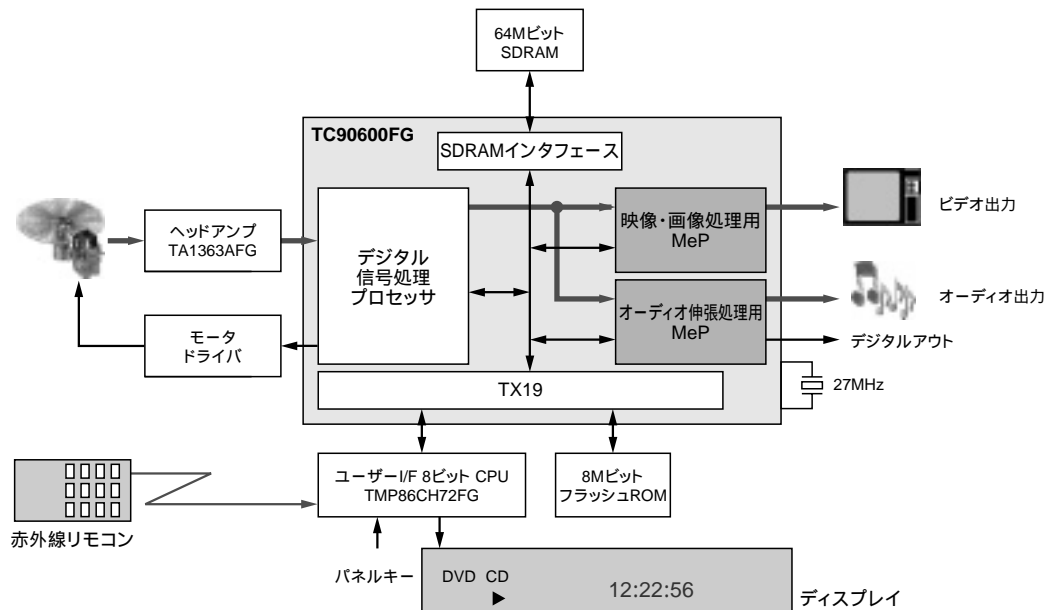 64Mビット
SDRAM
TC90600FG
SDRAMインタフェース
ヘッドアンプ
TA1363AFG
デジタル
信号処理
プロセッサ
映像・画像処理用
MeP
ビデオ出力
オーディオ伸張処理用
MeP
オーディオ出力
デジタルアウト
モータ
ドライバ
TX19
27MHz
ユーザーI/F 8ビット CPU
TMP86CH72FG
8Mビット
フラッシュROM
赤外線リモコン
パネルキー
DVD CD
12:22:56
ディスプレイ